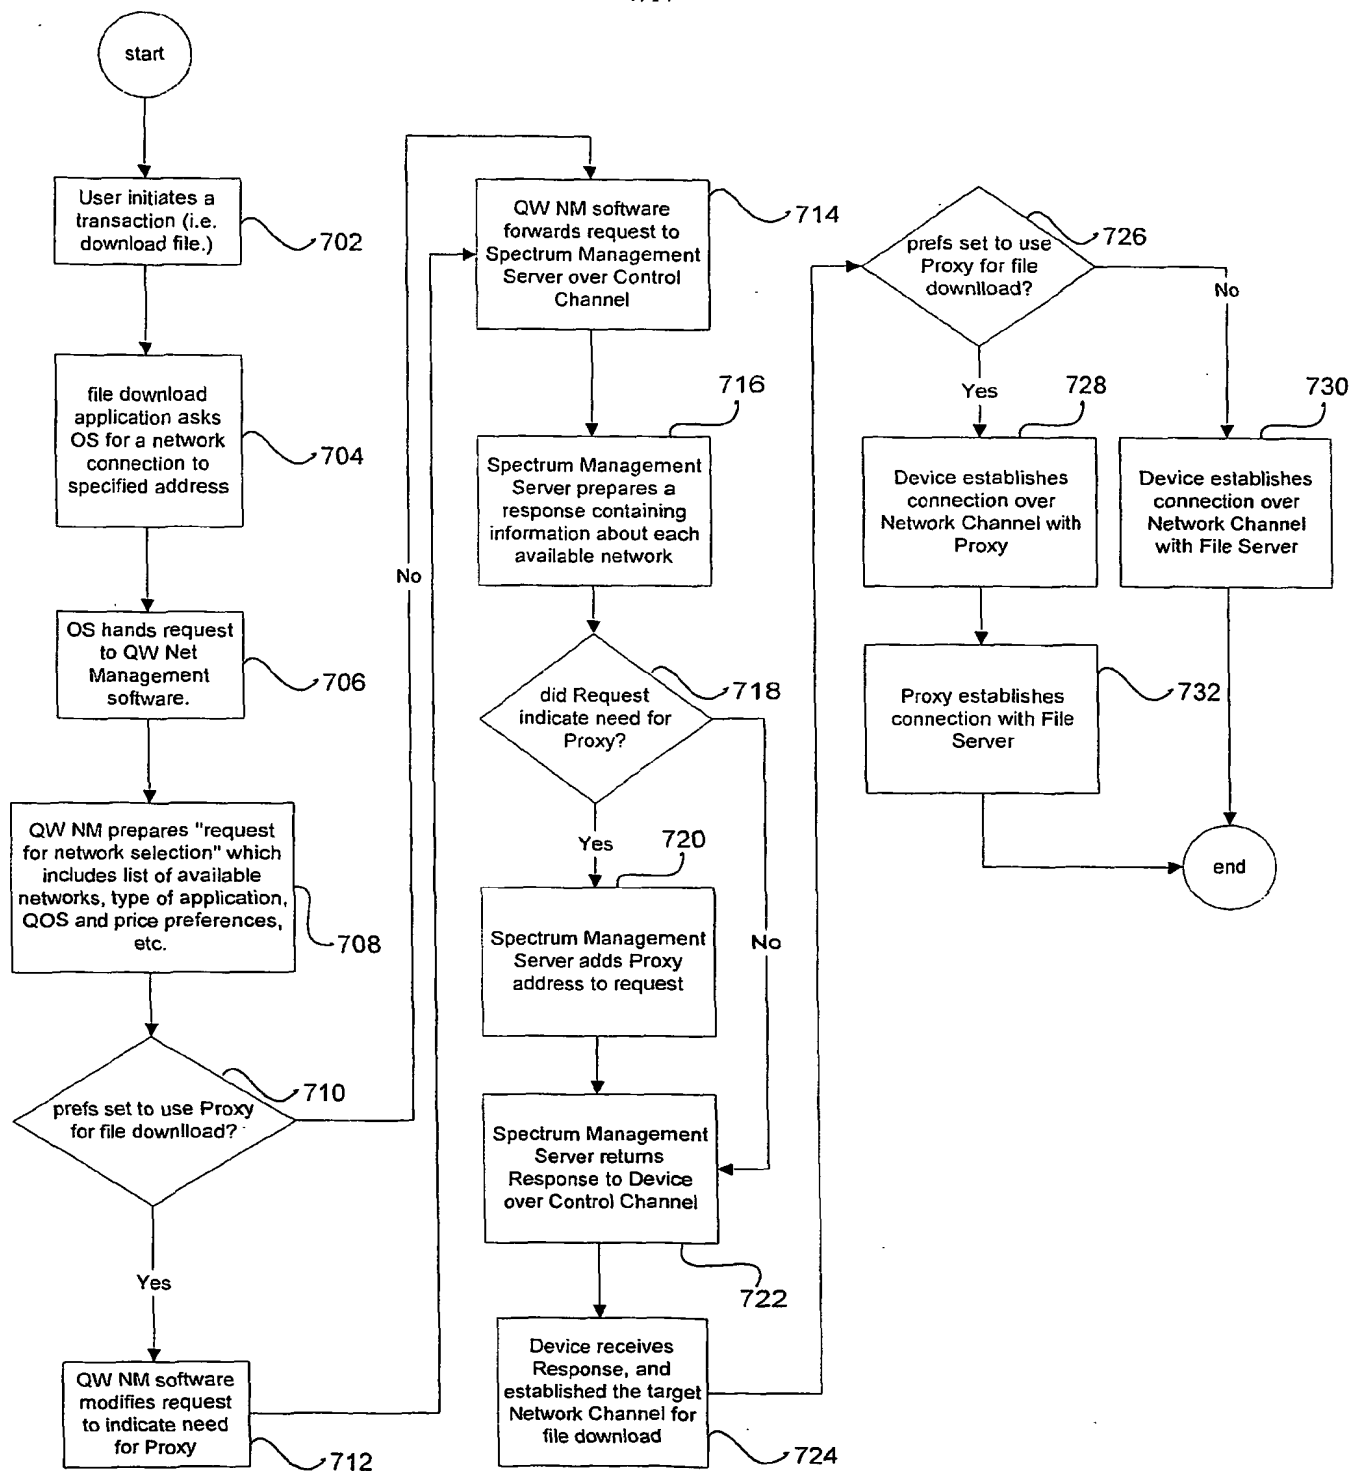 start
User initiates a
transaction (i.e.
download file.)
702
file download
application asks
OS for a network
connection to
specified address
704
OS hands request
to QW Net
Management
software.
706
QW NM prepares "request
for network selection" which
includes list of available
networks, type of application,
QOS and price preferences,
etc.
708
prefs set to use Proxy
for file downlload?
710
No
Yes
QW NM software
modifies request
to indicate need
for Proxy
712
QW NM software
forwards request to
Spectrum Management
Server over Control
Channel
714
716
Spectrum Management
Server prepares a
response containing
information about each
available network
did Request
indicate need for
Proxy?
718
Yes
No
720
Spectrum Management
Server adds Proxy
address to request
Spectrum Management
Server returns
Response to Device
over Control Channel
722
Device receives
Response, and
established the target
Network Channel for
file download
724
prefs set to use
Proxy for file
downlload?
726
No
Yes
728
Device establishes
connection over
Network Channel with
Proxy
730
Device establishes
connection over
Network Channel
with File Server
Proxy establishes
connection with File
Server
732
end